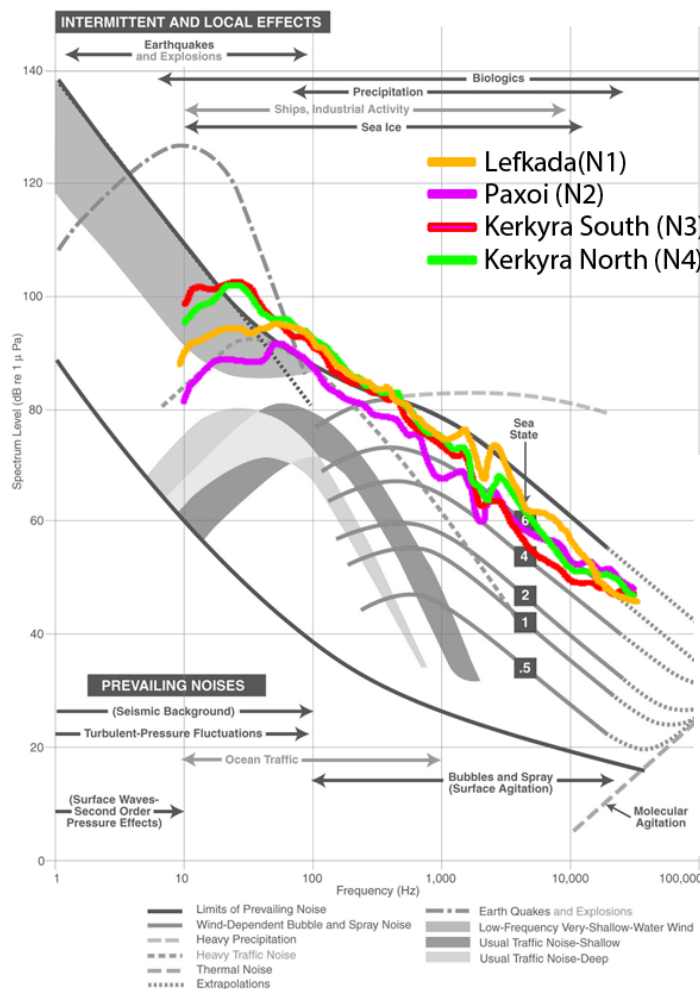 INTERMITTENT AND LOCAL EFFECTS
Earthquakes
and Explosions
Biologics
Precipitation
Ships, Industrial Activity
Sea Ice
Lefkada(N1)
Paxoi (N2)
Kerkyra South (N3)
Kerkyra North (N4)
Spectrum Level (dB re 1 μ Pa)
140
120
100
80
60
40
20
0
Sea
State
6
4
2
1
.5
PREVAILING NOISES
(Seismic Background)
Turbulent-Pressure Fluctuations
Ocean Traffic
Bubbles and Spray
(Surface Agitation)
(Surface Waves-
Second Order
Pressure Effects)
Molecular
Agitation
1 10 100 1,000 10,000 100,000
Frequency (Hz)
Limits of Prevailing Noise
Wind-Dependent Bubble and Spray Noise
Heavy Precipitation
Heavy Traffic Noise
Thermal Noise
Extrapolations
Earth Quakes and Explosions
Low-Frequency Very-Shallow-Water Wind
Usual Traffic Noise-Shallow
Usual Traffic Noise-Deep